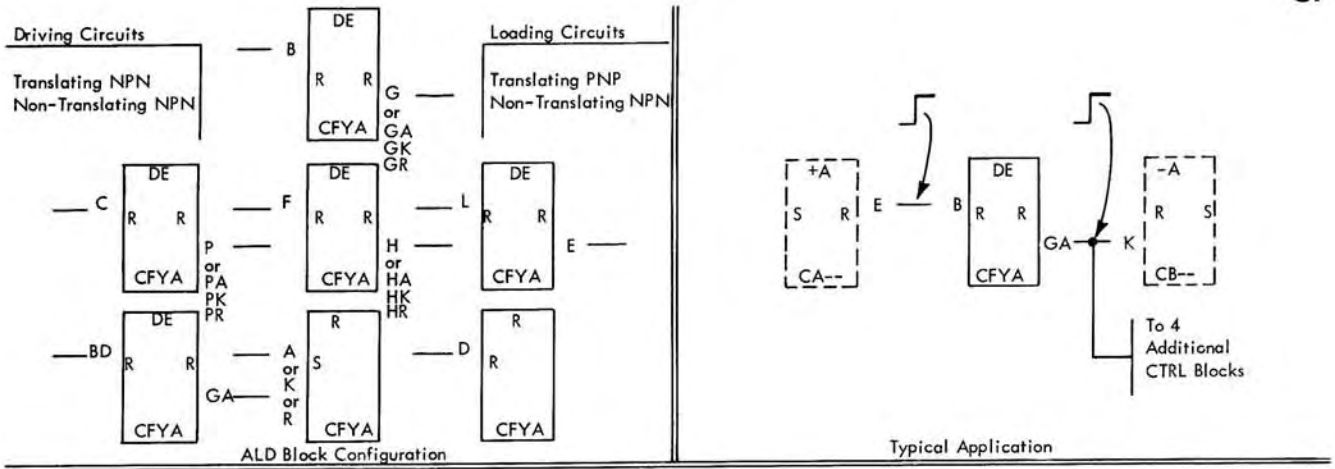 Driving Circuits
Translating NPN
Non-Translating NPN
B
DE
R R
CFYA
G
or
GA
GK
GR
Loading Circuits
Translating PNP
Non-Translating NPN
C
DE
R R
CFYA
P
or
PA
PK
PR
F
DE
R R
CFYA
H
or
HA
HK
HR
L
DE
R R
CFYA
E
BD
DE
R R
CFYA
GA
A
or
K
or
R
R
S
CFYA
D
R
R
CFYA
ALD Block Configuration
+A
S R
CA--
E
B
DE
R R
CFYA
GA
K
-A
R S
CB--
To 4
Additional
CTRL Blocks
Typical Application